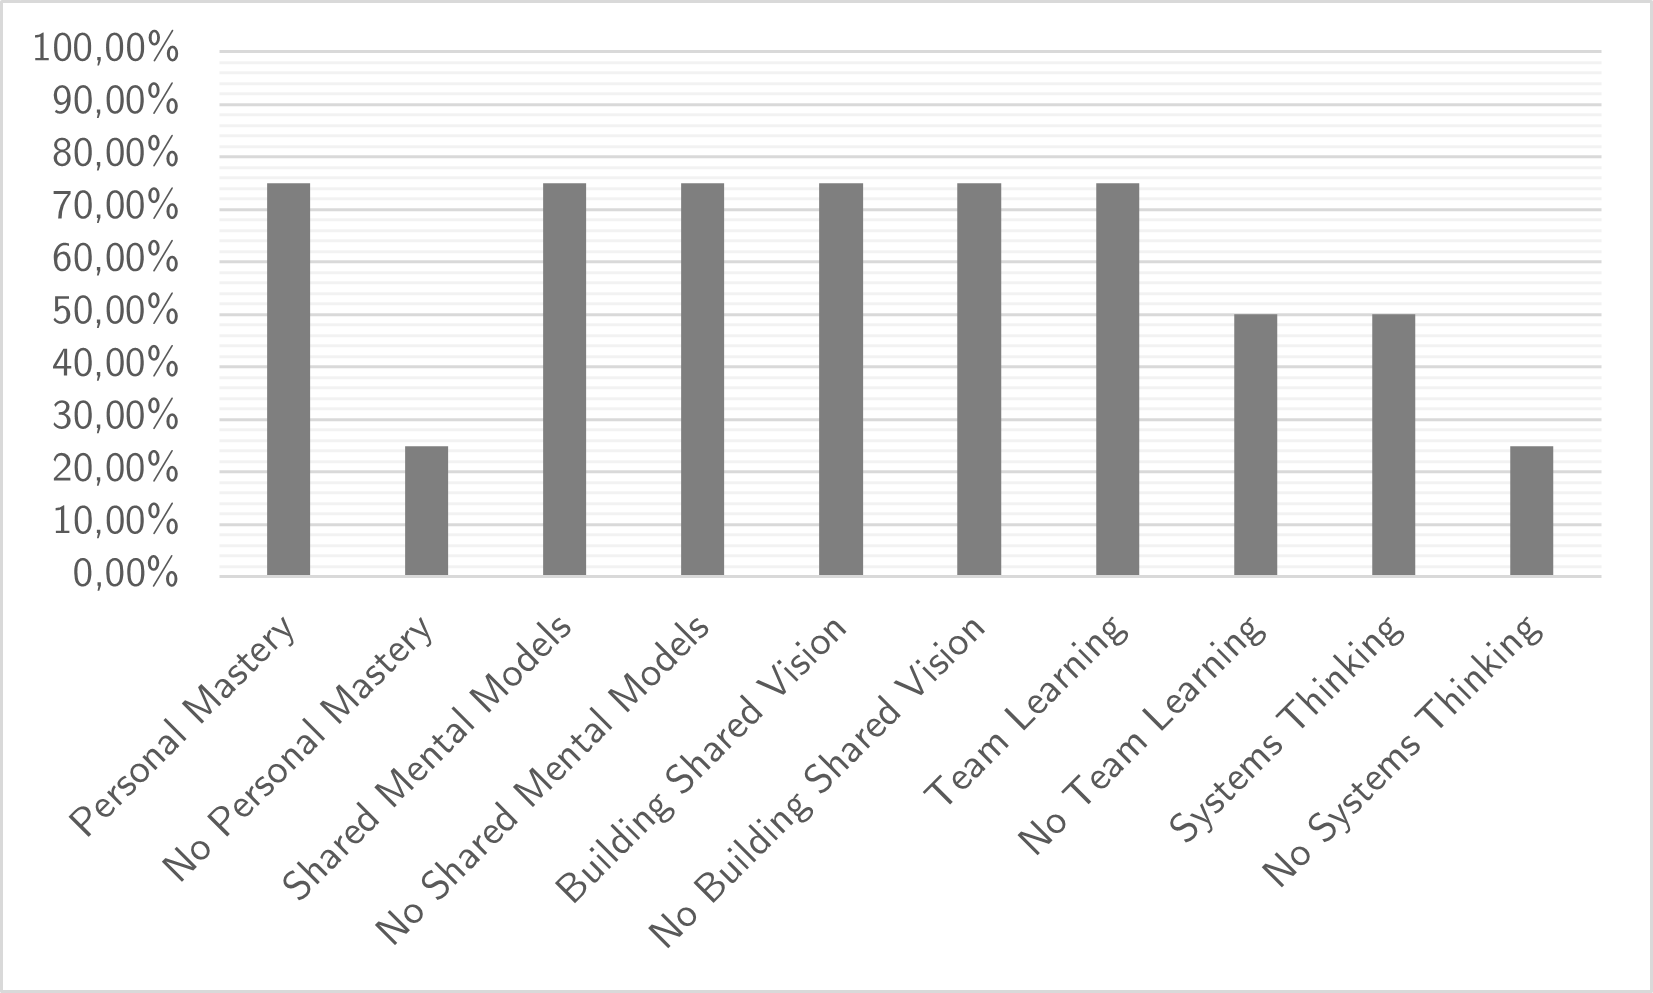 100,00%
90,00%
80,00%
70,00%
60,00%
50,00%
40,00%
30,00%
20,00%
10,00%
0,00%
Personal Mastery
No Personal Mastery
Shared Mental Models
No Shared Mental Models
Building Shared Vision
No Building Shared Vision
Team Learning
No Team Learning
Systems Thinking
No Systems Thinking